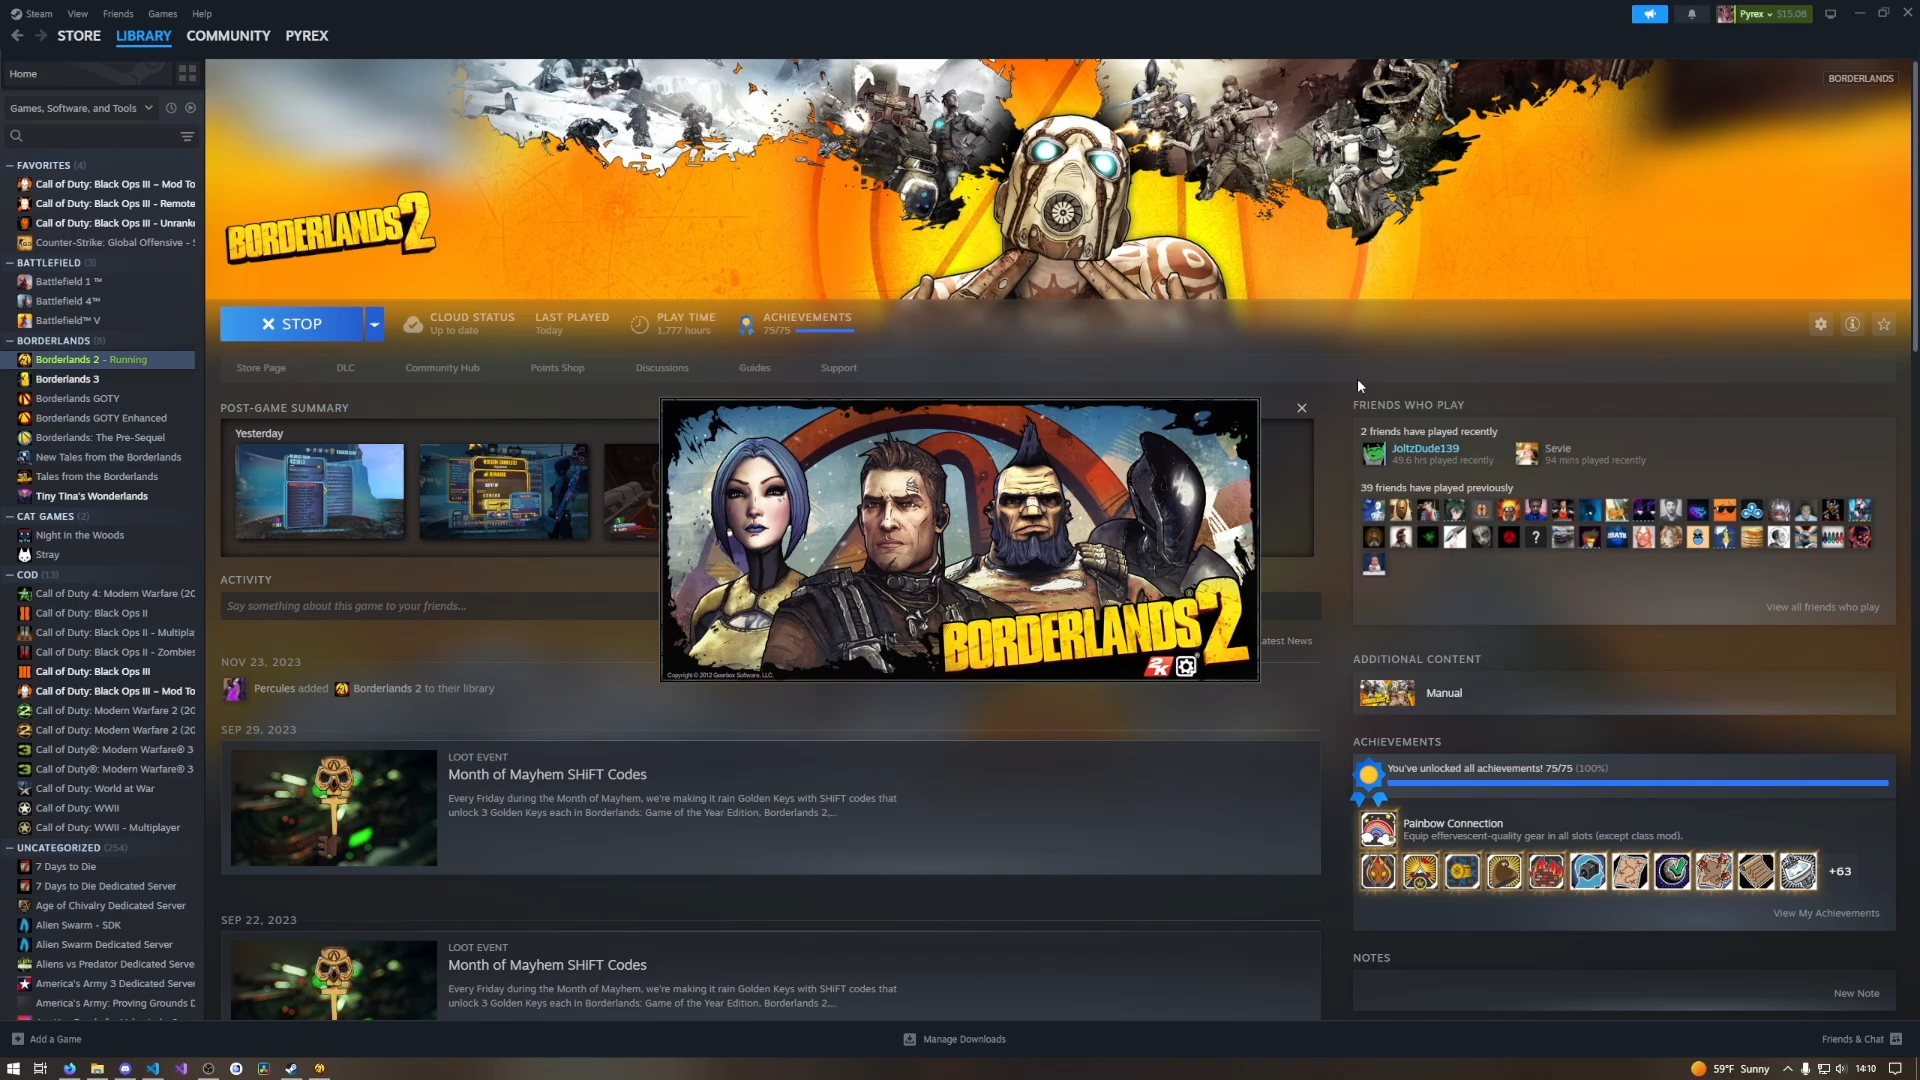 Steam View Friends Games Help
Pyrex $15.08
STORE LIBRARY COMMUNITY PYREX
Home
Games, Software, and Tools
FAVORITES (4)
Call of Duty: Black Ops III - Mod To
Call of Duty: Black Ops III - Remote
Call of Duty: Black Ops III - Unranke
Counter-Strike: Global Offensive - S
BATTLEFIELD (3)
Battlefield 1 ™
Battlefield 4™
Battlefield™ V
BORDERLANDS (8)
Borderlands 2 - Running
Borderlands 3
Borderlands GOTY
Borderlands GOTY Enhanced
Borderlands: The Pre-Sequel
New Tales from the Borderlands
Tales from the Borderlands
Tiny Tina's Wonderlands
CAT GAMES (2)
Night in the Woods
Stray
COD (13)
Call of Duty 4: Modern Warfare (20
Call of Duty: Black Ops II
Call of Duty: Black Ops II - Multipla
Call of Duty: Black Ops II - Zombies
Call of Duty: Black Ops III
Call of Duty: Black Ops III - Mod To
Call of Duty: Modern Warfare 2 (20
Call of Duty: Modern Warfare 2 (20
Call of Duty®: Modern Warfare® 3
Call of Duty®: Modern Warfare® 3
Call of Duty: World at War
Call of Duty: WWII
Call of Duty: WWII - Multiplayer
UNCATEGORIZED (254)
7 Days to Die
7 Days to Die Dedicated Server
Age of Chivalry Dedicated Server
Alien Swarm - SDK
Alien Swarm Dedicated Server
Aliens vs Predator Dedicated Serve
America's Army 3 Dedicated Server
America's Army: Proving Grounds D
BORDERLANDS
BORDERLANDS 2
STOP
CLOUD STATUS
Up to date
LAST PLAYED
Today
PLAY TIME
1,777 hours
ACHIEVEMENTS
75/75
Store Page DLC Community Hub Points Shop Discussions Guides Support
POST-GAME SUMMARY
Yesterday
BORDERLANDS 2
2K
Copyright © 2012 Gearbox Software, LLC.
ACTIVITY
Say something about this game to your friends...
atest News
NOV 23, 2023
Percules added Borderlands 2 to their library
SEP 29, 2023
LOOT EVENT
Month of Mayhem SHiFT Codes
Every Friday during the Month of Mayhem, we're making it rain Golden Keys with SHiFT codes that
unlock 3 Golden Keys each in Borderlands: Game of the Year Edition, Borderlands 2,...
SEP 22, 2023
LOOT EVENT
Month of Mayhem SHiFT Codes
Every Friday during the Month of Mayhem, we're making it rain Golden Keys with SHiFT codes that
unlock 3 Golden Keys each in Borderlands: Game of the Year Edition, Borderlands 2,...
FRIENDS WHO PLAY
2 friends have played recently
JoltzDude139
49.6 hrs played recently
Sevie
94 mins played recently
39 friends have played previously
View all friends who play
ADDITIONAL CONTENT
Manual
ACHIEVEMENTS
You've unlocked all achievements! 75/75 (100%)
Painbow Connection
Equip effervescent-quality gear in all slots (except class mod).
+63
View My Achievements
NOTES
New Note
Add a Game
Manage Downloads
Friends & Chat
59°F Sunny
14:10